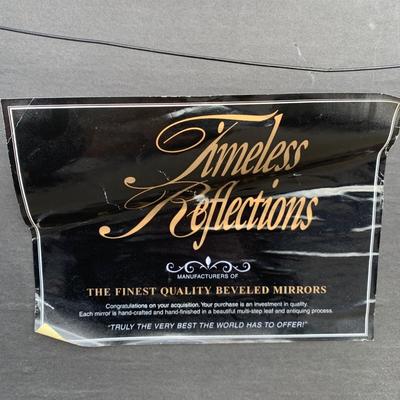 Timeless
Reflections
MANUFACTURERS OF
THE FINEST QUALITY BEVELED MIRRORS
Congratulations on your acquisition. Your purchase is an investment in quality.
Each mirror is hand-crafted and hand-finished in a beautiful multi-step leaf and antiquing process.
"TRULY THE VERY BEST THE WORLD HAS TO OFFER!"